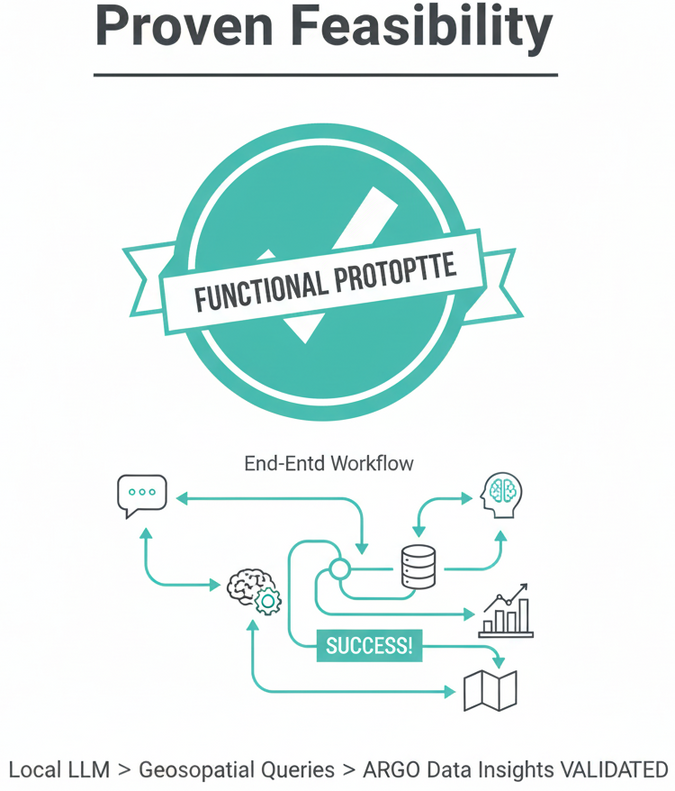 Proven Feasibility
FUNCTIONAL PROTOPTTE
End-Entd Workflow
SUCCESS!
Local LLM > Geosopatial Queries > ARGO Data Insights VALIDATED